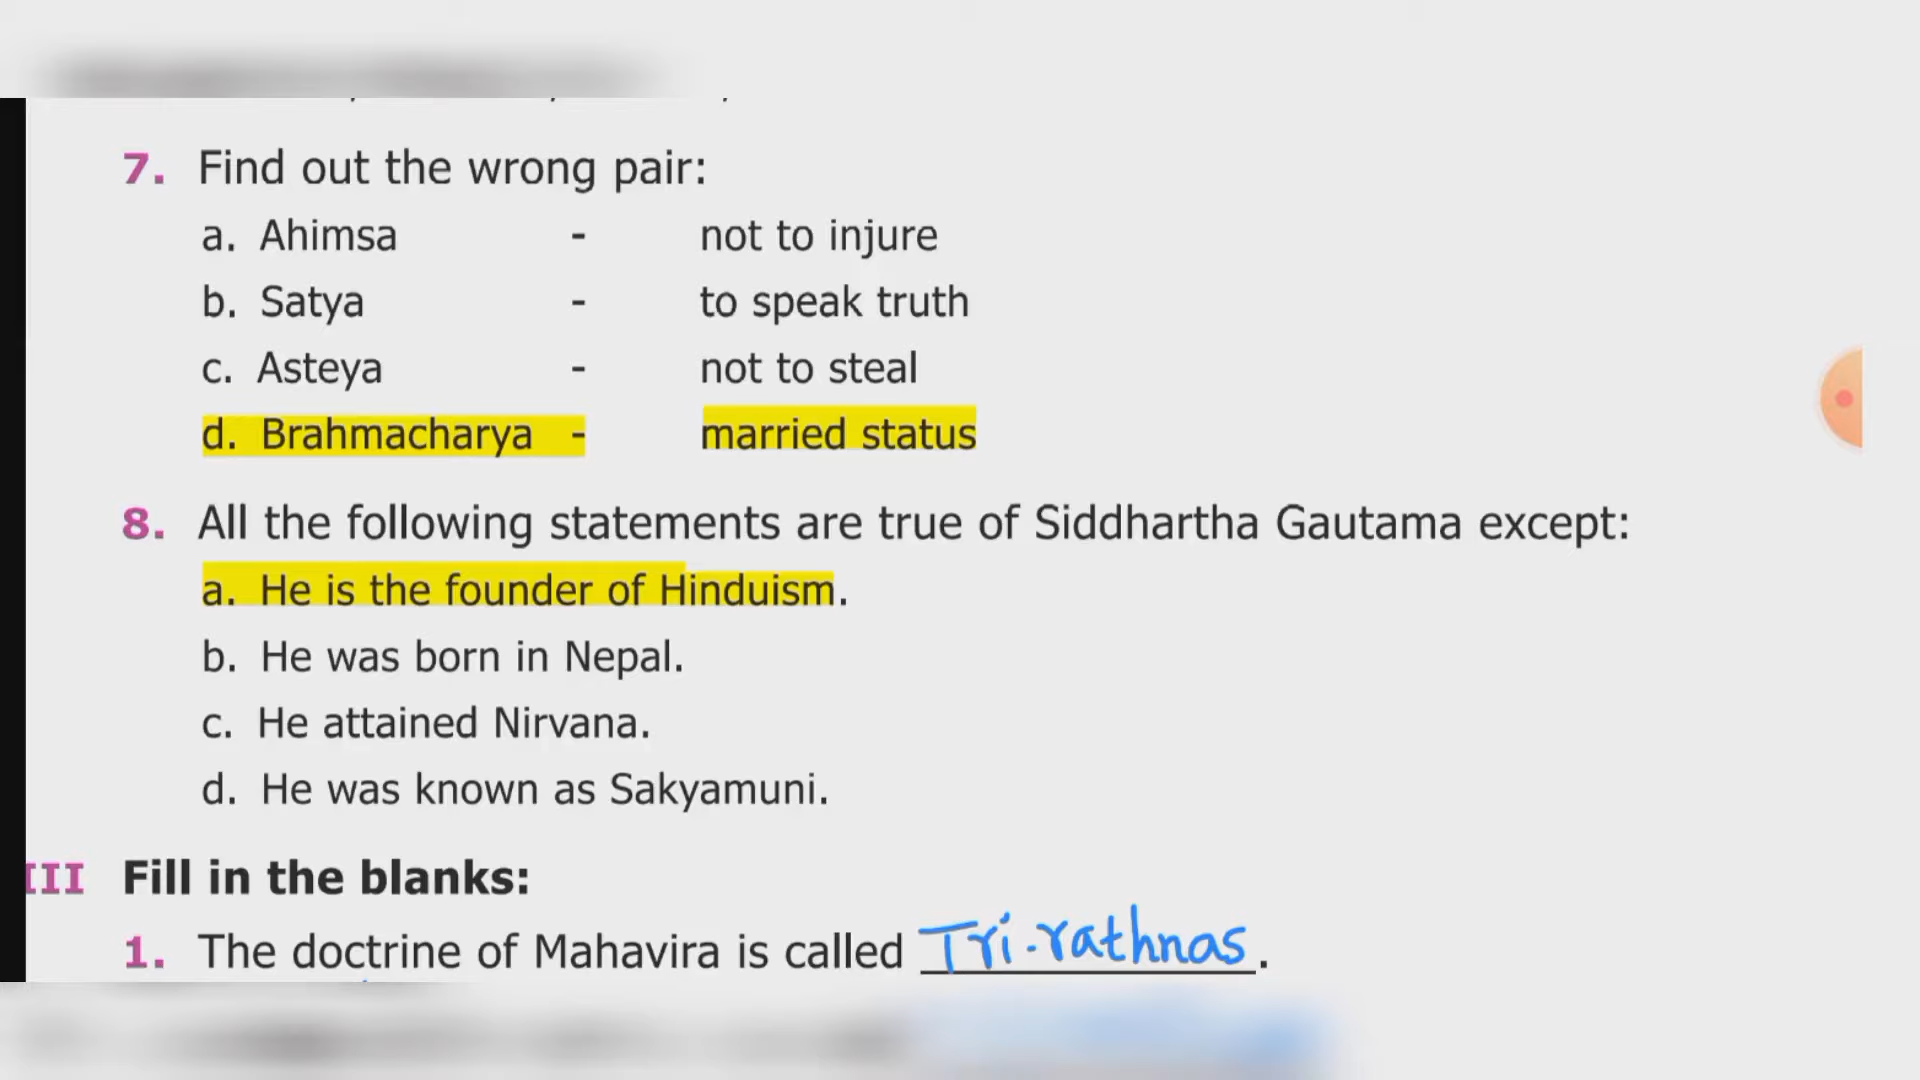 7. Find out the wrong pair:
a. Ahimsa - not to injure
b. Satya - to speak truth
c. Asteya - not to steal
d. Brahmacharya - married status
8. All the following statements are true of Siddhartha Gautama except:
a. He is the founder of Hinduism.
b. He was born in Nepal.
c. He attained Nirvana.
d. He was known as Sakyamuni.
III Fill in the blanks:
1. The doctrine of Mahavira is called Tri-rathnas.